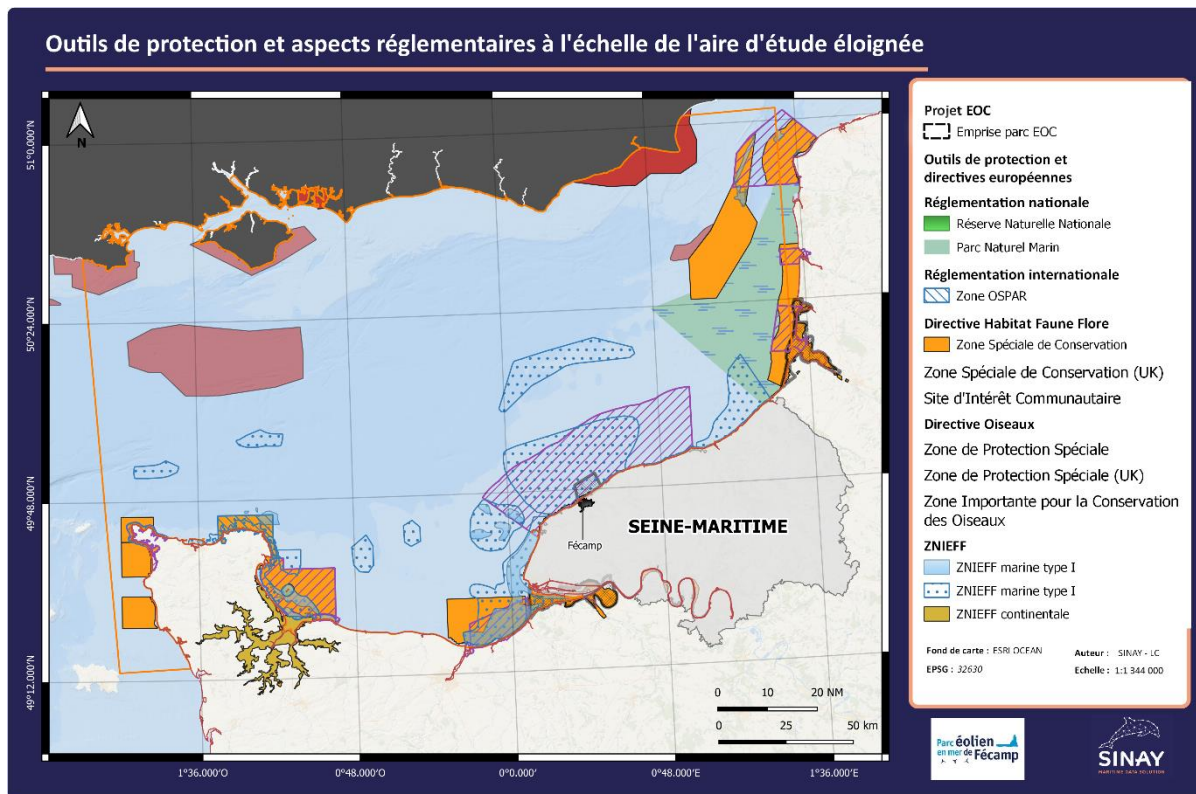 Outils de protection et aspects réglementaires à l'échelle de l'aire d'étude éloignée
N
51°0.000'N
50°24.000'N
49°48.000'N
49°12.000'N
1°36.000'O
0°48.000'O
0°0.000'
0°48.000'E
1°36.000'E
SEINE-MARITIME
Fécamp
0 10 20 NM
0 25 50 km
Projet EOC
Emprise parc EOC
Outils de protection et
directives européennes
Réglementation nationale
Réserve Naturelle Nationale
Parc Naturel Marin
Réglementation internationale
Zone OSPAR
Directive Habitat Faune Flore
Zone Spéciale de Conservation
Zone Spéciale de Conservation (UK)
Site d'Intérêt Communautaire
Directive Oiseaux
Zone de Protection Spéciale
Zone de Protection Spéciale (UK)
Zone Importante pour la Conservation
des Oiseaux
ZNIEFF
ZNIEFF marine type I
ZNIEFF marine type I
ZNIEFF continentale
Fond de carte : ESRI OCEAN
Auteur : SINAY - LC
EPSG : 32630
Echelle : 1:1 344 000
Parc éolien
en mer de Fécamp
SINAY
MARITIME DATA SOLUTION